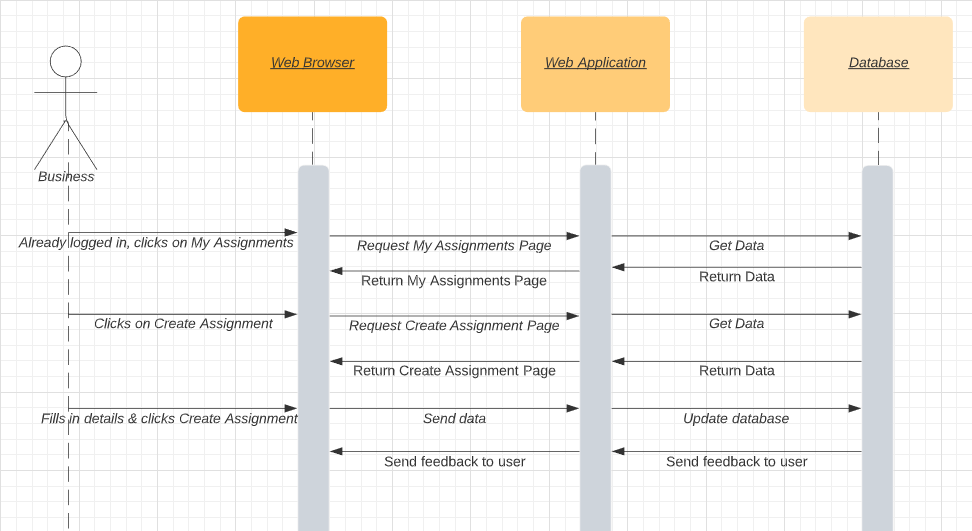 Web Browser
Web Application
Database
Business
Already logged in, clicks on My Assignments
Request My Assignments Page
Get Data
Return My Assignments Page
Return Data
Clicks on Create Assignment
Request Create Assignment Page
Get Data
Return Create Assignment Page
Return Data
Fills in details & clicks Create Assignment
Send data
Update database
Send feedback to user
Send feedback to user